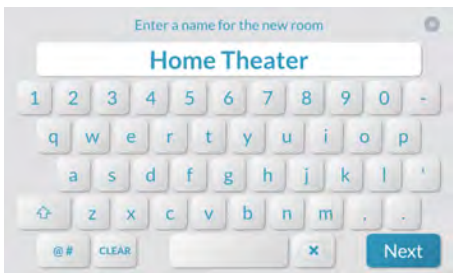 Enter a name for the new room
Home Theater
1 2 3 4 5 6 7 8 9 0 -
q w e r t y u i o p
a s d f g h j k l '
z x c v b n m , .
@# CLEAR × Next